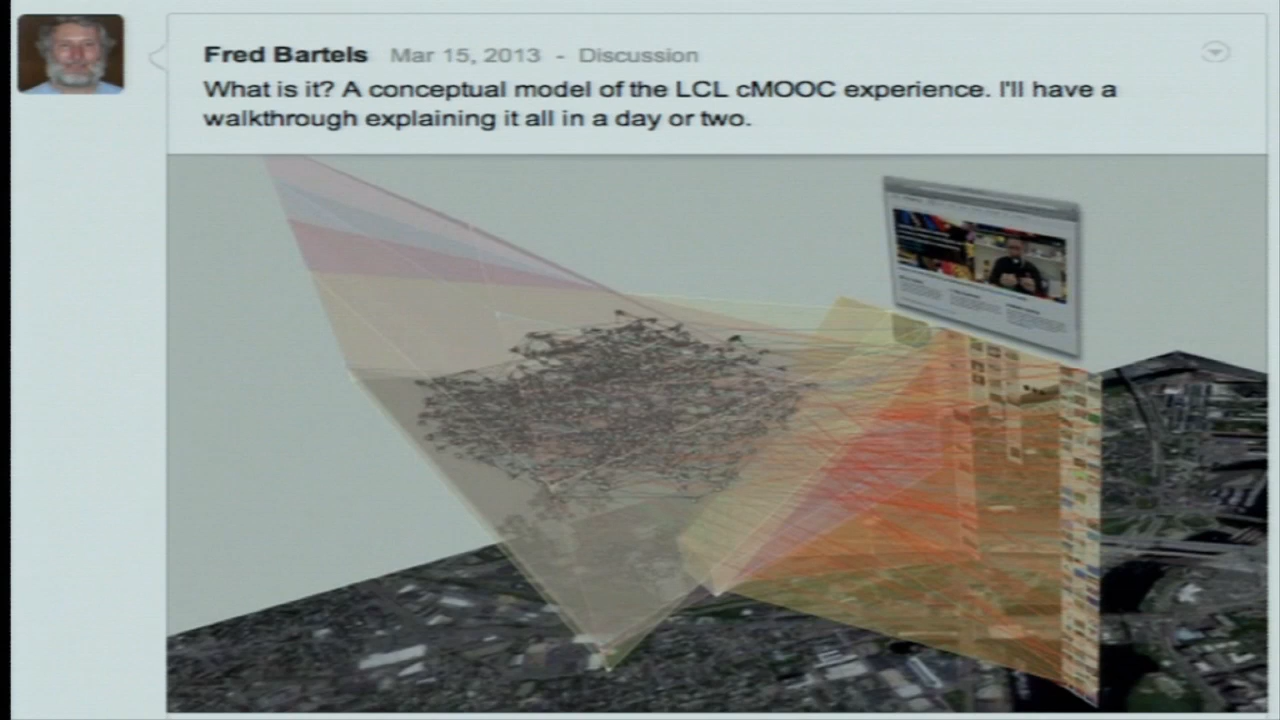 Fred Bartels Mar 15, 2013 - Discussion
What is it? A conceptual model of the LCL cMOOC experience. I'll have a
walkthrough explaining it all in a day or two.